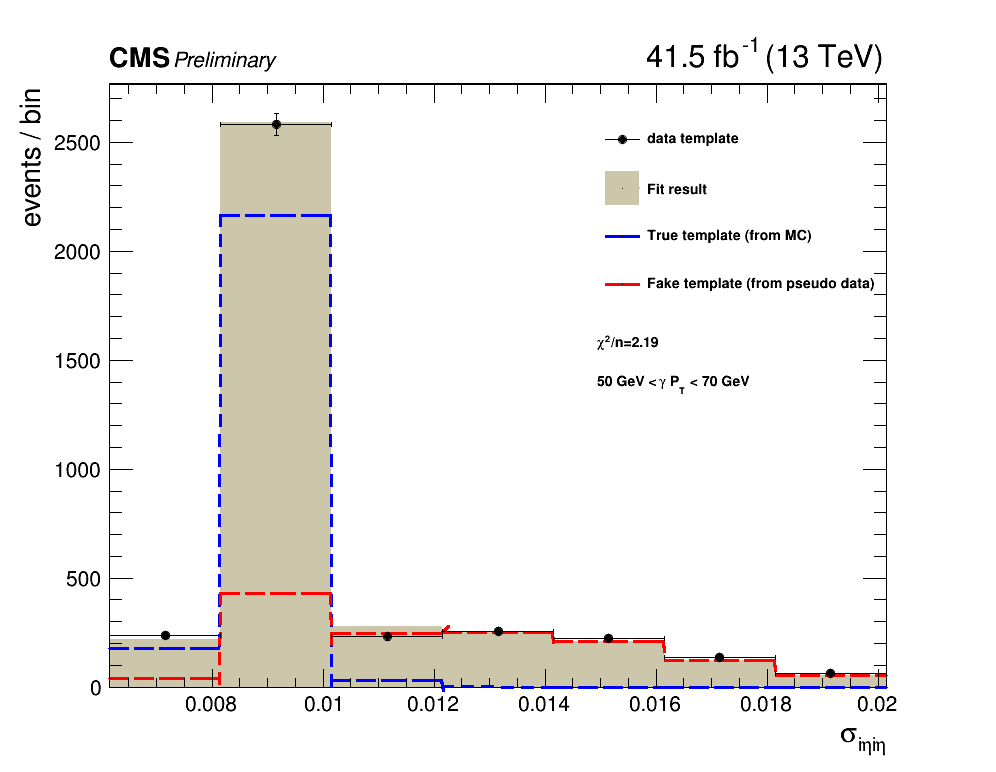 CMS Preliminary
41.5 fb⁻¹ (13 TeV)
events / bin
2500
2000
1500
1000
500
0
data template
Fit result
True template (from MC)
Fake template (from pseudo data)
χ²/n=2.19
50 GeV < γ P_T < 70 GeV
0.008 0.01 0.012 0.014 0.016 0.018 0.02
σ_iηiη